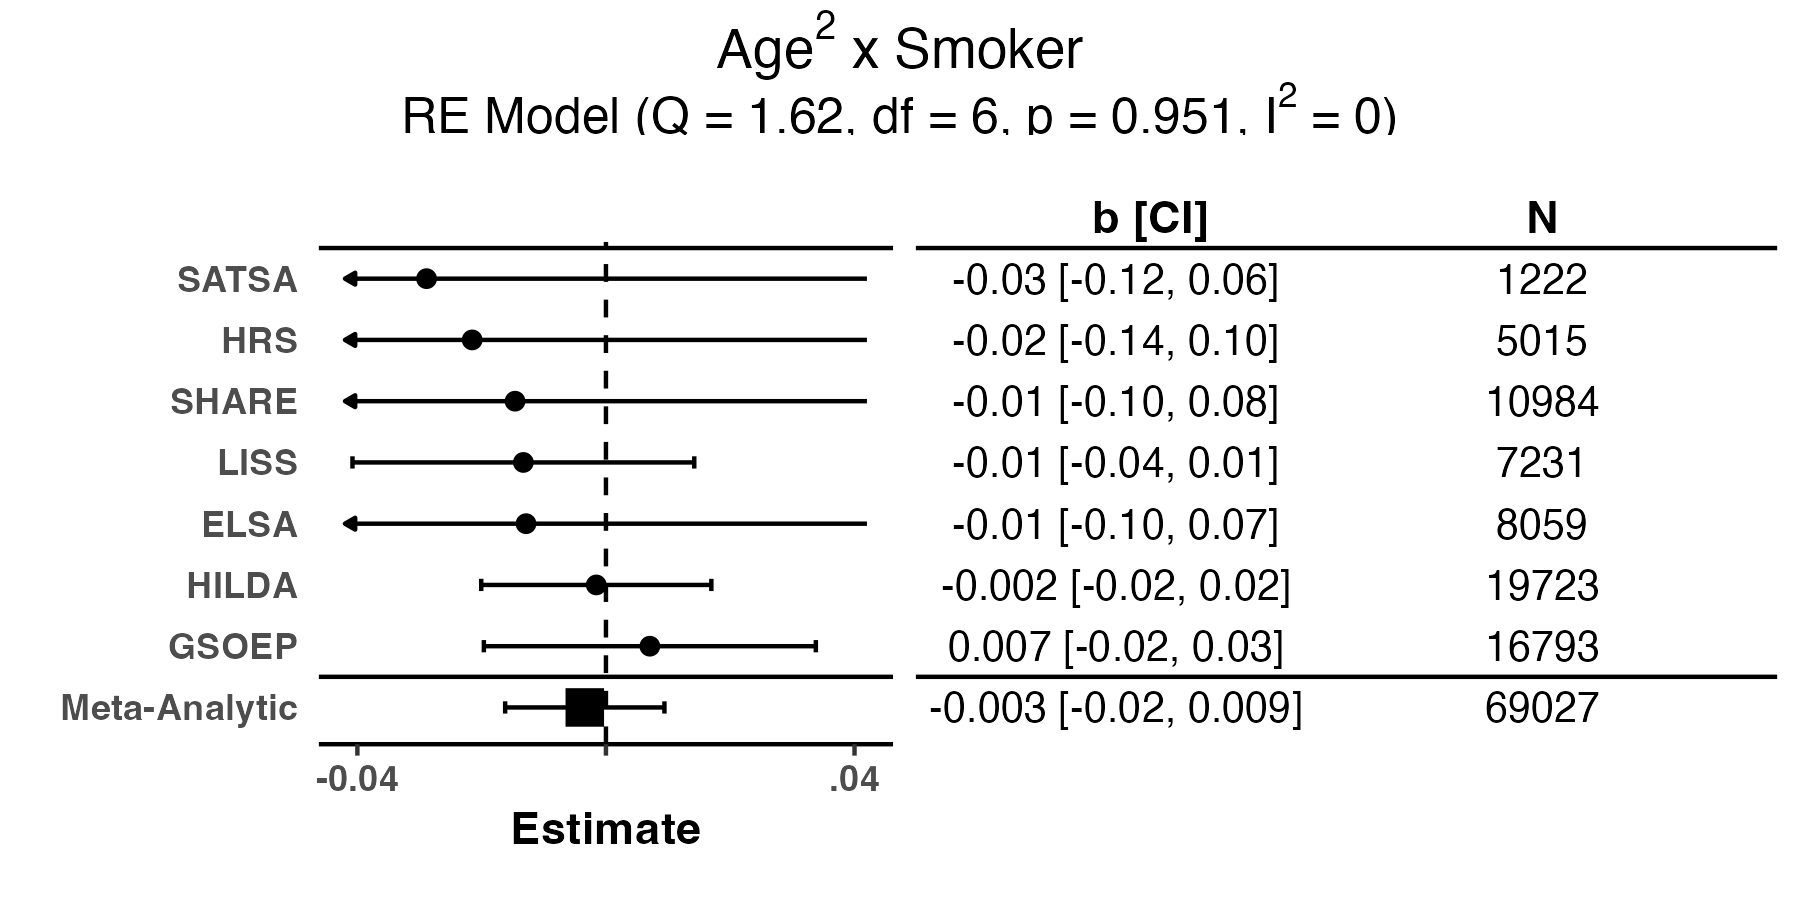 Age² x Smoker
RE Model (Q = 1.62, df = 6, p = 0.951, I² = 0)
b [CI] N
SATSA -0.03 [-0.12, 0.06] 1222
HRS -0.02 [-0.14, 0.10] 5015
SHARE -0.01 [-0.10, 0.08] 10984
LISS -0.01 [-0.04, 0.01] 7231
ELSA -0.01 [-0.10, 0.07] 8059
HILDA -0.002 [-0.02, 0.02] 19723
GSOEP 0.007 [-0.02, 0.03] 16793
Meta-Analytic -0.003 [-0.02, 0.009] 69027
-0.04 .04
Estimate